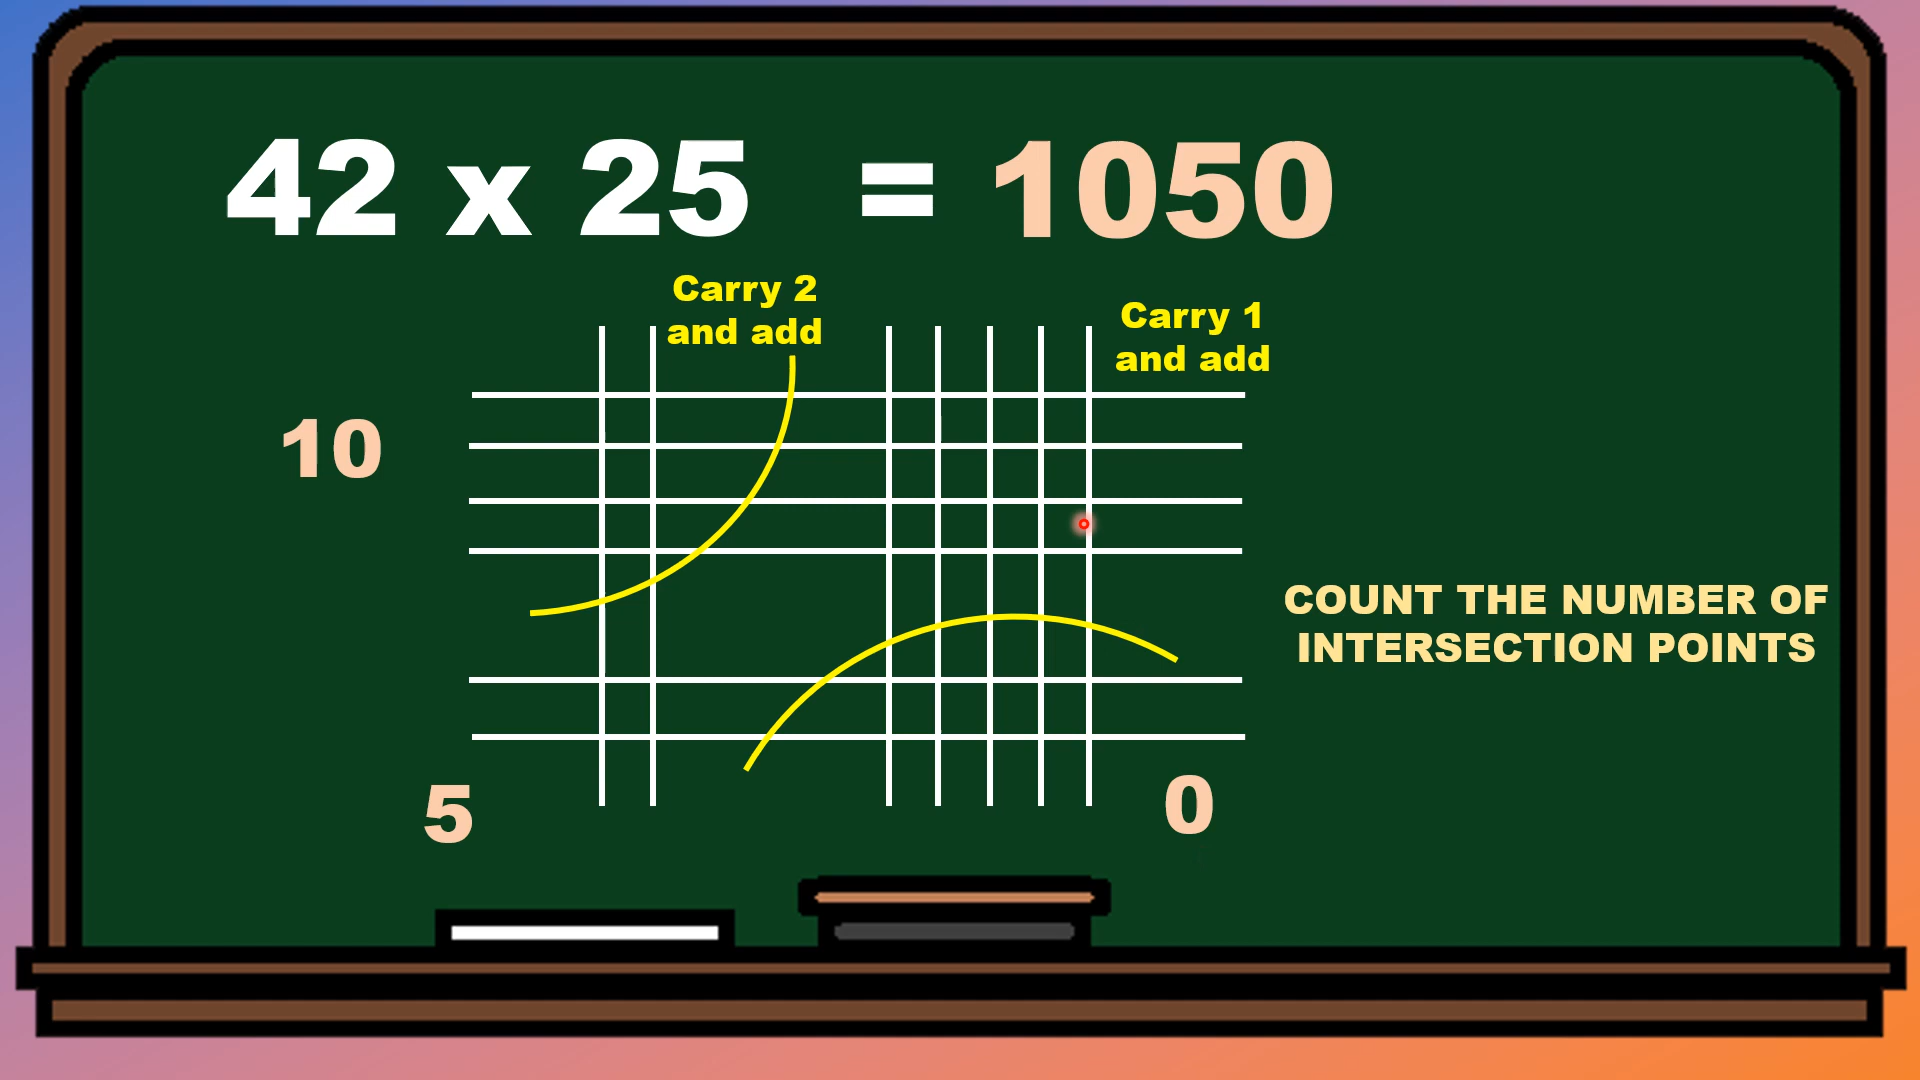 42 x 25 = 1050
Carry 2
and add
Carry 1
and add
10
COUNT THE NUMBER OF
INTERSECTION POINTS
5
0